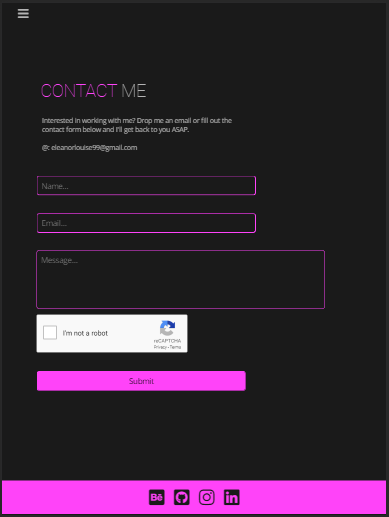 CONTACT ME
Interested in working with me? Drop me an email or fill out the
contact form below and I'll get back to you ASAP.
@: eleanorlouise99@gmail.com
Name...
Email...
Message...
I'm not a robot
reCAPTCHA
Privacy - Terms
Submit
Bē
in